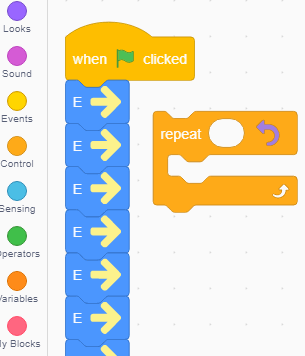 Looks
Sound
Events
Control
Sensing
Operators
Variables
My Blocks
when clicked
E
E
E
E
E
E
repeat